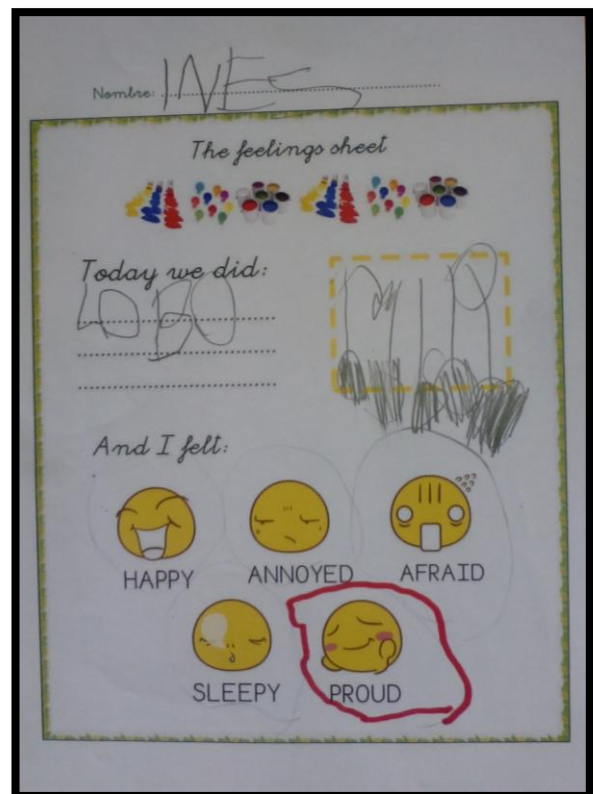 Nombre: INES
The feelings sheet
Today we did:
LOBO
And I felt:
HAPPY ANNOYED AFRAID
SLEEPY PROUD